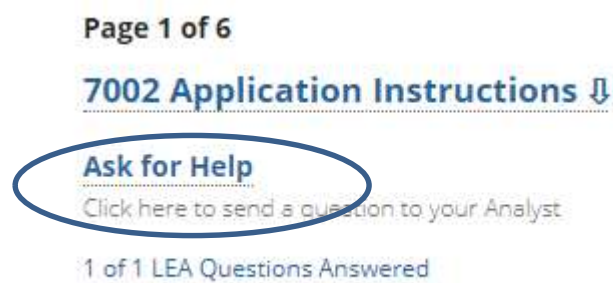 Page 1 of 6
7002 Application Instructions ⇩
Ask for Help
Click here to send a question to your Analyst
1 of 1 LEA Questions Answered